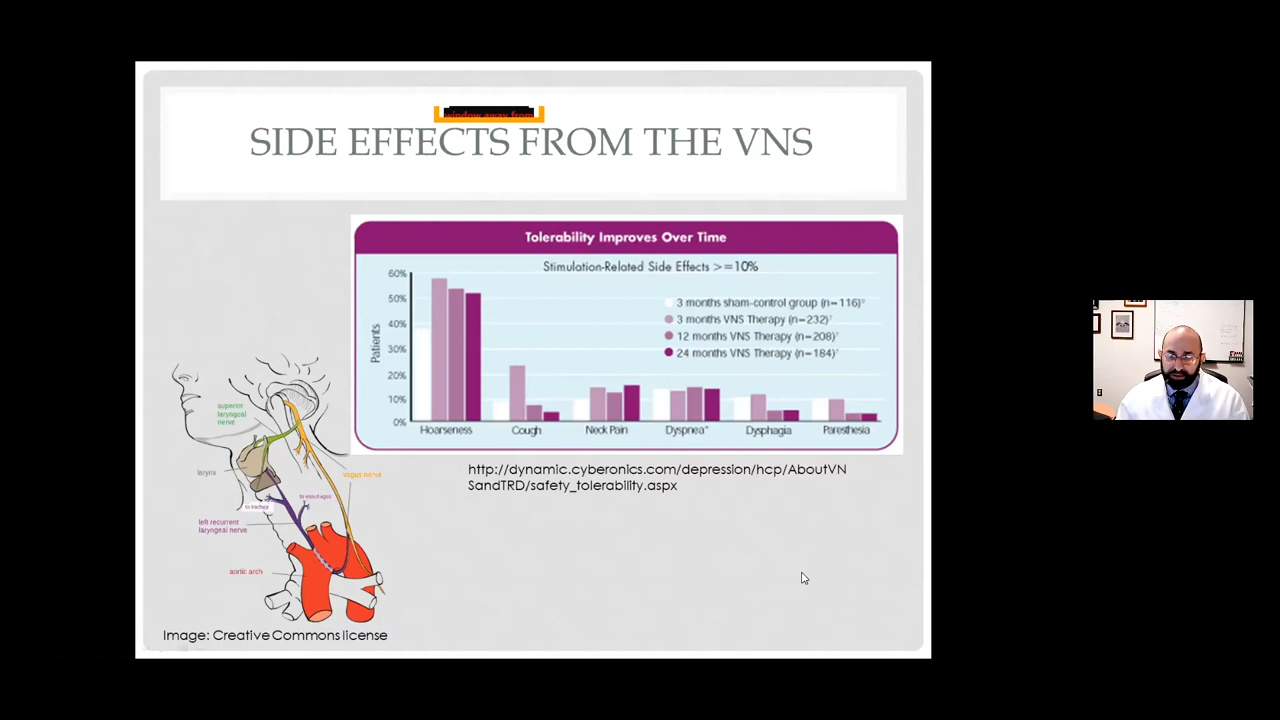 window away from
SIDE EFFECTS FROM THE VNS
Tolerability Improves Over Time
Stimulation-Related Side Effects >=10%
60%
50%
40%
30%
20%
10%
0%
Patients
3 months sham-control group (n=116)
3 months VNS Therapy (n=232)
12 months VNS Therapy (n=208)
24 months VNS Therapy (n=184)
Hoarseness
Cough
Neck Pain
Dyspnea*
Dysphagia
Paresthesia
http://dynamic.cyberonics.com/depression/hcp/AboutVN
SandTRD/safety_tolerability.aspx
superior
laryngeal
nerve
larynx
vagus nerve
to esophagus
to trachea
left recurrent
laryngeal nerve
aortic arch
Image: Creative Commons license